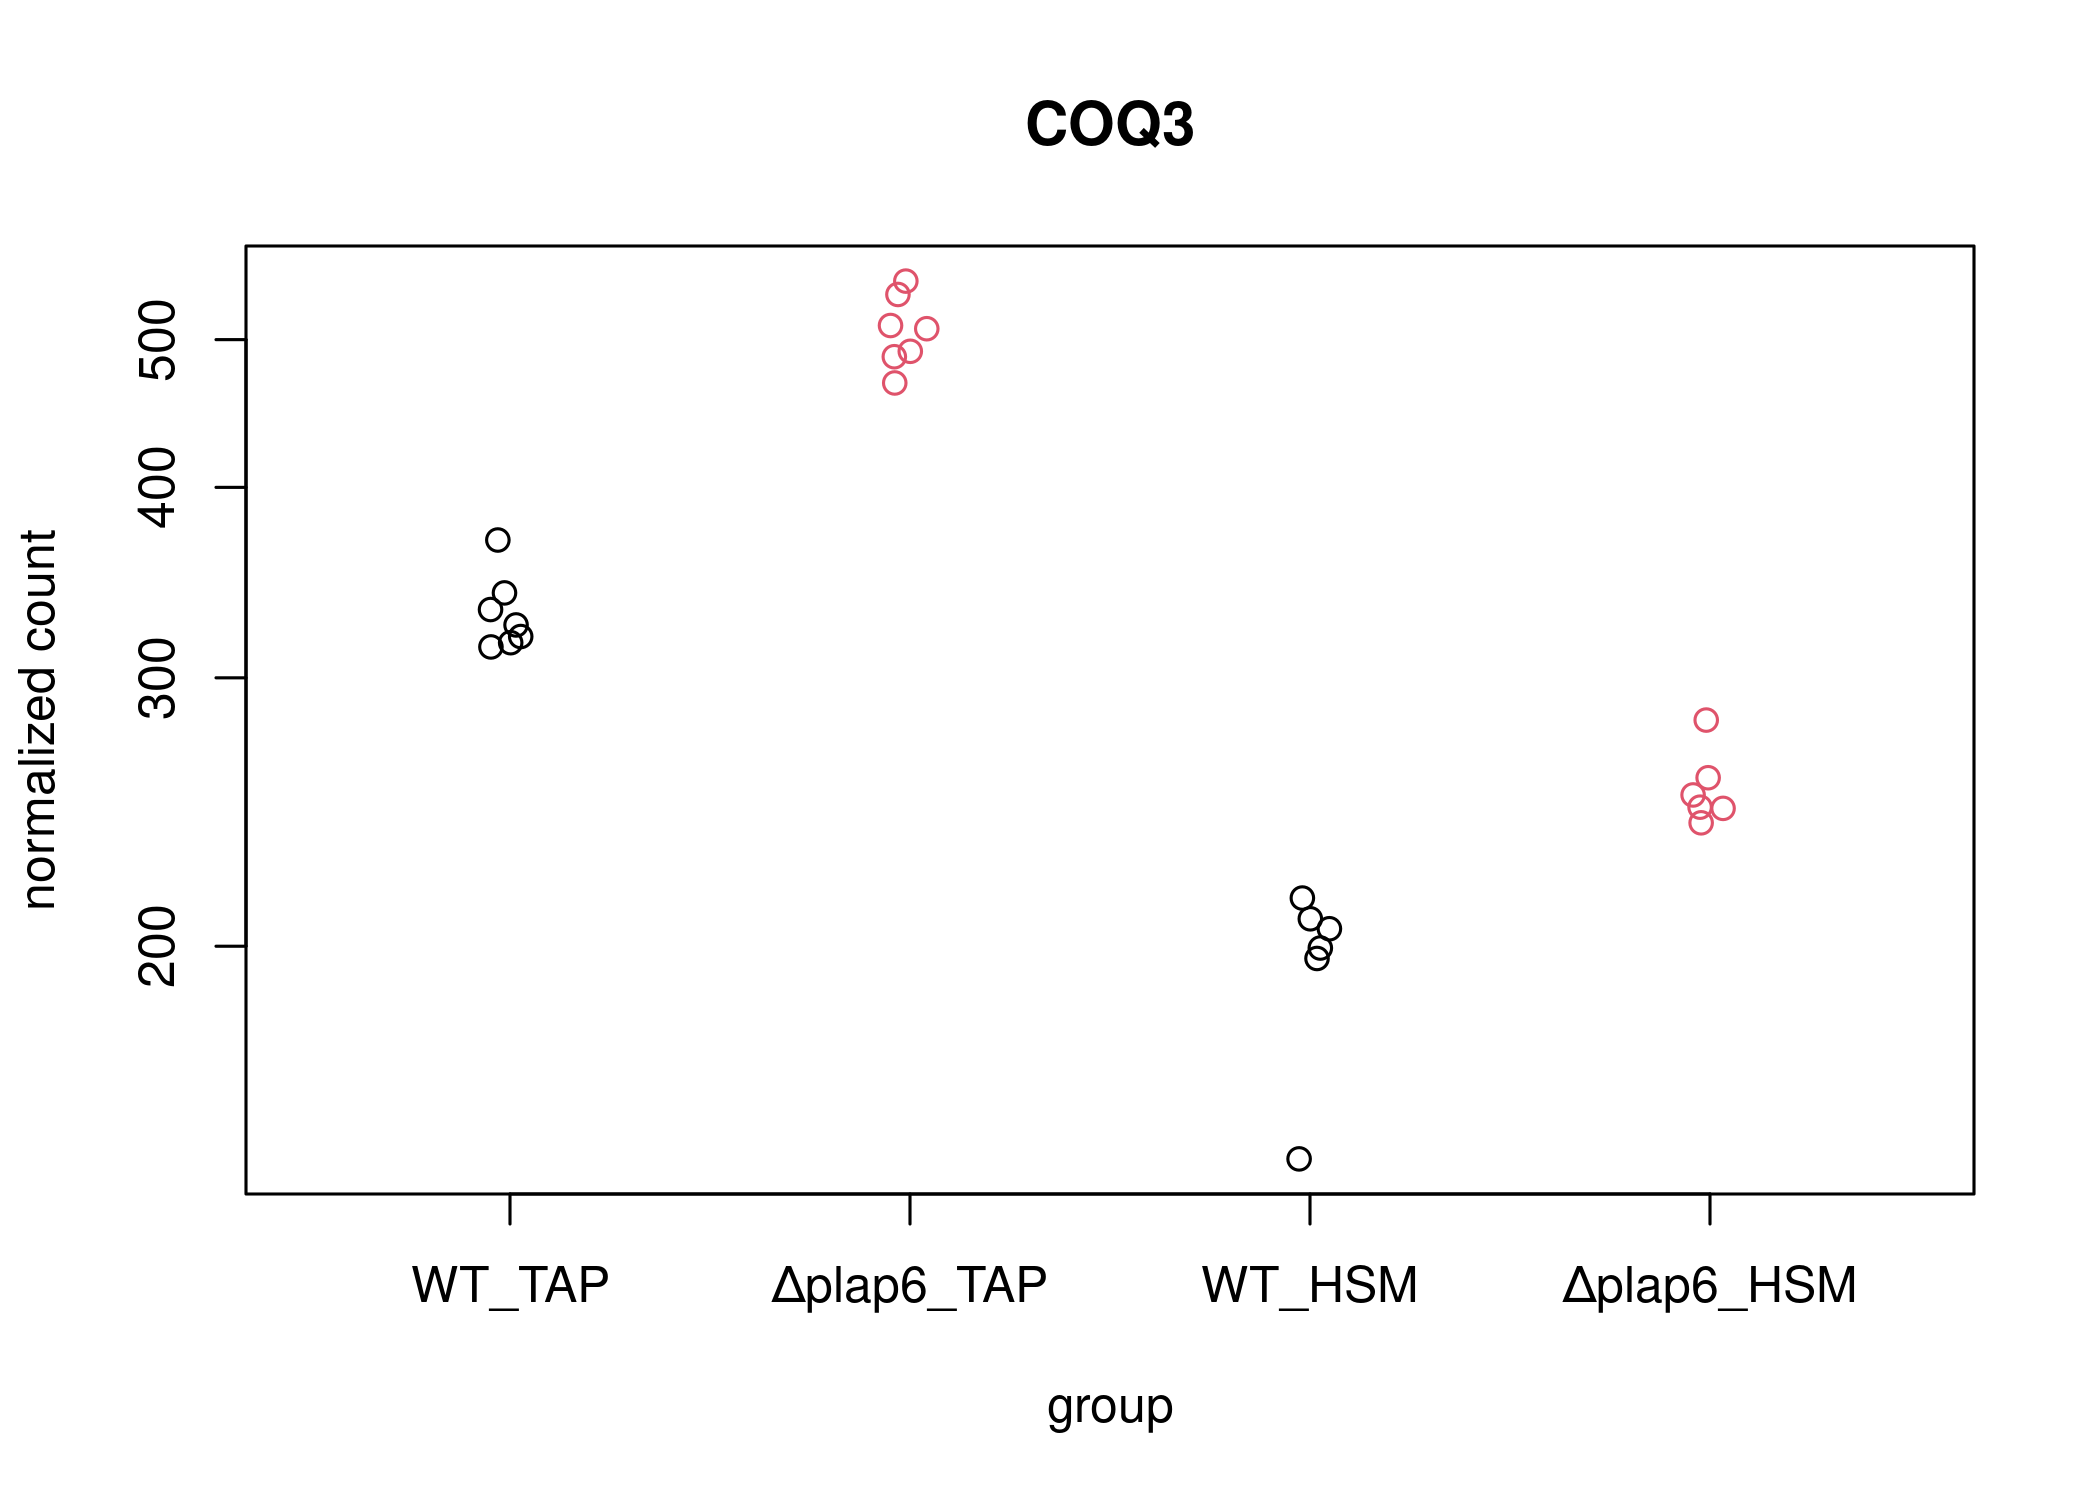 COQ3
normalized count
500
400
300
200
WT_TAP Δplap6_TAP WT_HSM Δplap6_HSM
group